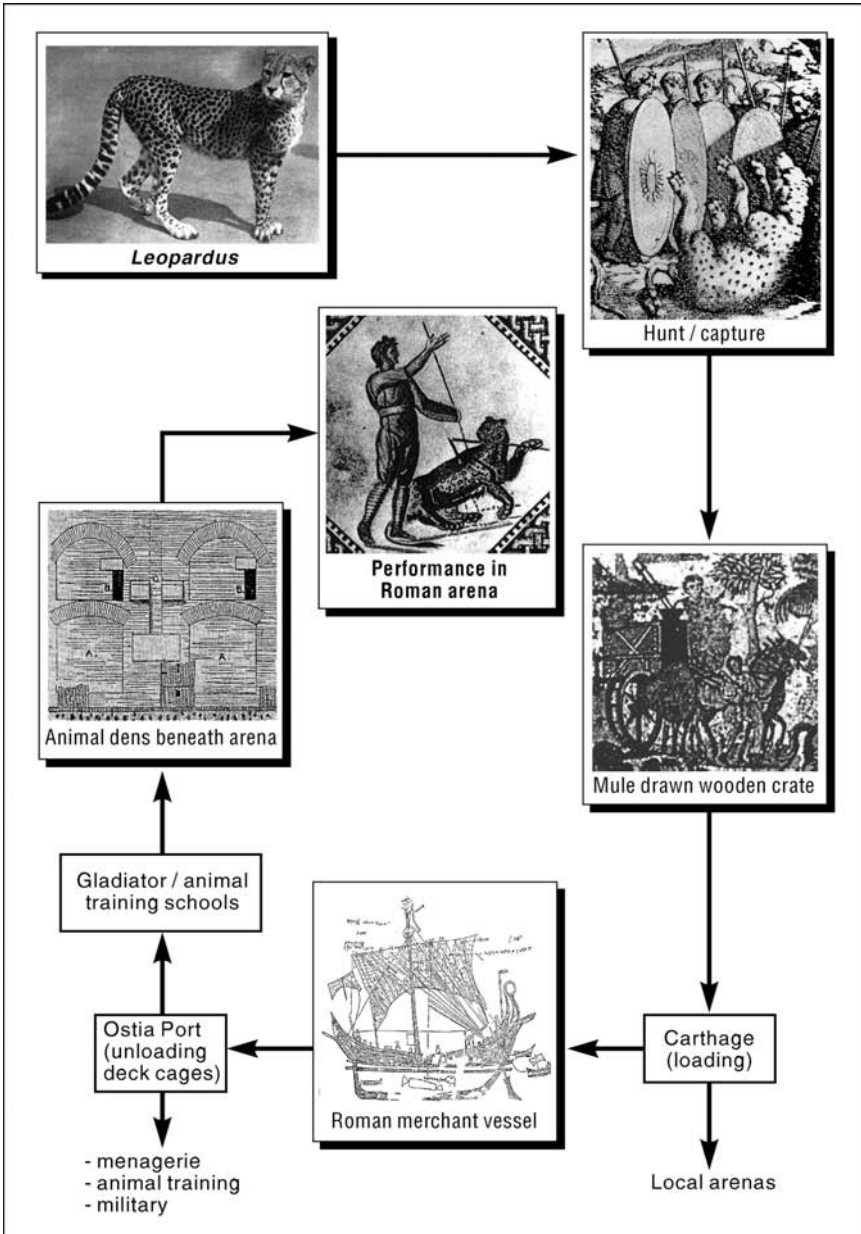 Leopardus
Hunt / capture
Performance in
Roman arena
Animal dens beneath arena
Mule drawn wooden crate
Gladiator / animal
training schools
Ostia Port
(unloading
deck cages)
Roman merchant vessel
Carthage
(loading)
- menagerie
- animal training
- military
Local arenas
A.
A.